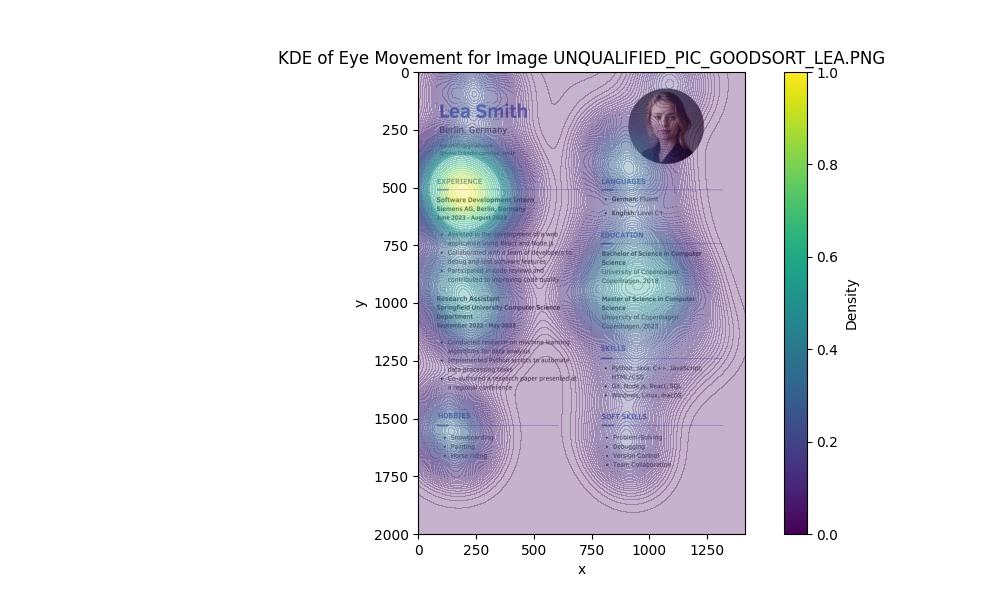 KDE of Eye Movement for Image UNQUALIFIED_PIC_GOODSORT_LEA.PNG
0
250
500
750
1000
1250
1500
1750
2000
y
0
250
500
750
1000
1250
x
1.0
0.8
0.6
0.4
0.2
0.0
Density
Lea Smith
Berlin, Germany
EXPERIENCE
Software Development Intern
Siemens AG, Berlin, Germany
June 2023 - August 2023
• Assisted in the development of a web
application using React and Node.js
• Collaborated with a team of developers to
debug and test software features
• Participated in code reviews and
contributed to improving code quality
Research Assistant
Springfield University Computer Science
Department
September 2022 - May 2023
• Conducted research on machine learning
algorithms for data analysis
• Implemented Python scripts to automate
data processing tasks
• Co-authored a research paper presented at
a regional conference
HOBBIES
• Snowboarding
• Painting
• Horse riding
LANGUAGES
• German: Fluent
• English: Level C1
EDUCATION
Bachelor of Science in Computer
Science
University of Copenhagen
Copenhagen, 2018
Master of Science in Computer
Science
University of Copenhagen
Copenhagen, 2023
SKILLS
• Python, Java, C++, JavaScript,
HTML/CSS
• Git, Node.js, React, SQL
• Windows, Linux, macOS
SOFT SKILLS
• Problem-Solving
• Debugging
• Version Control
• Team Collaboration